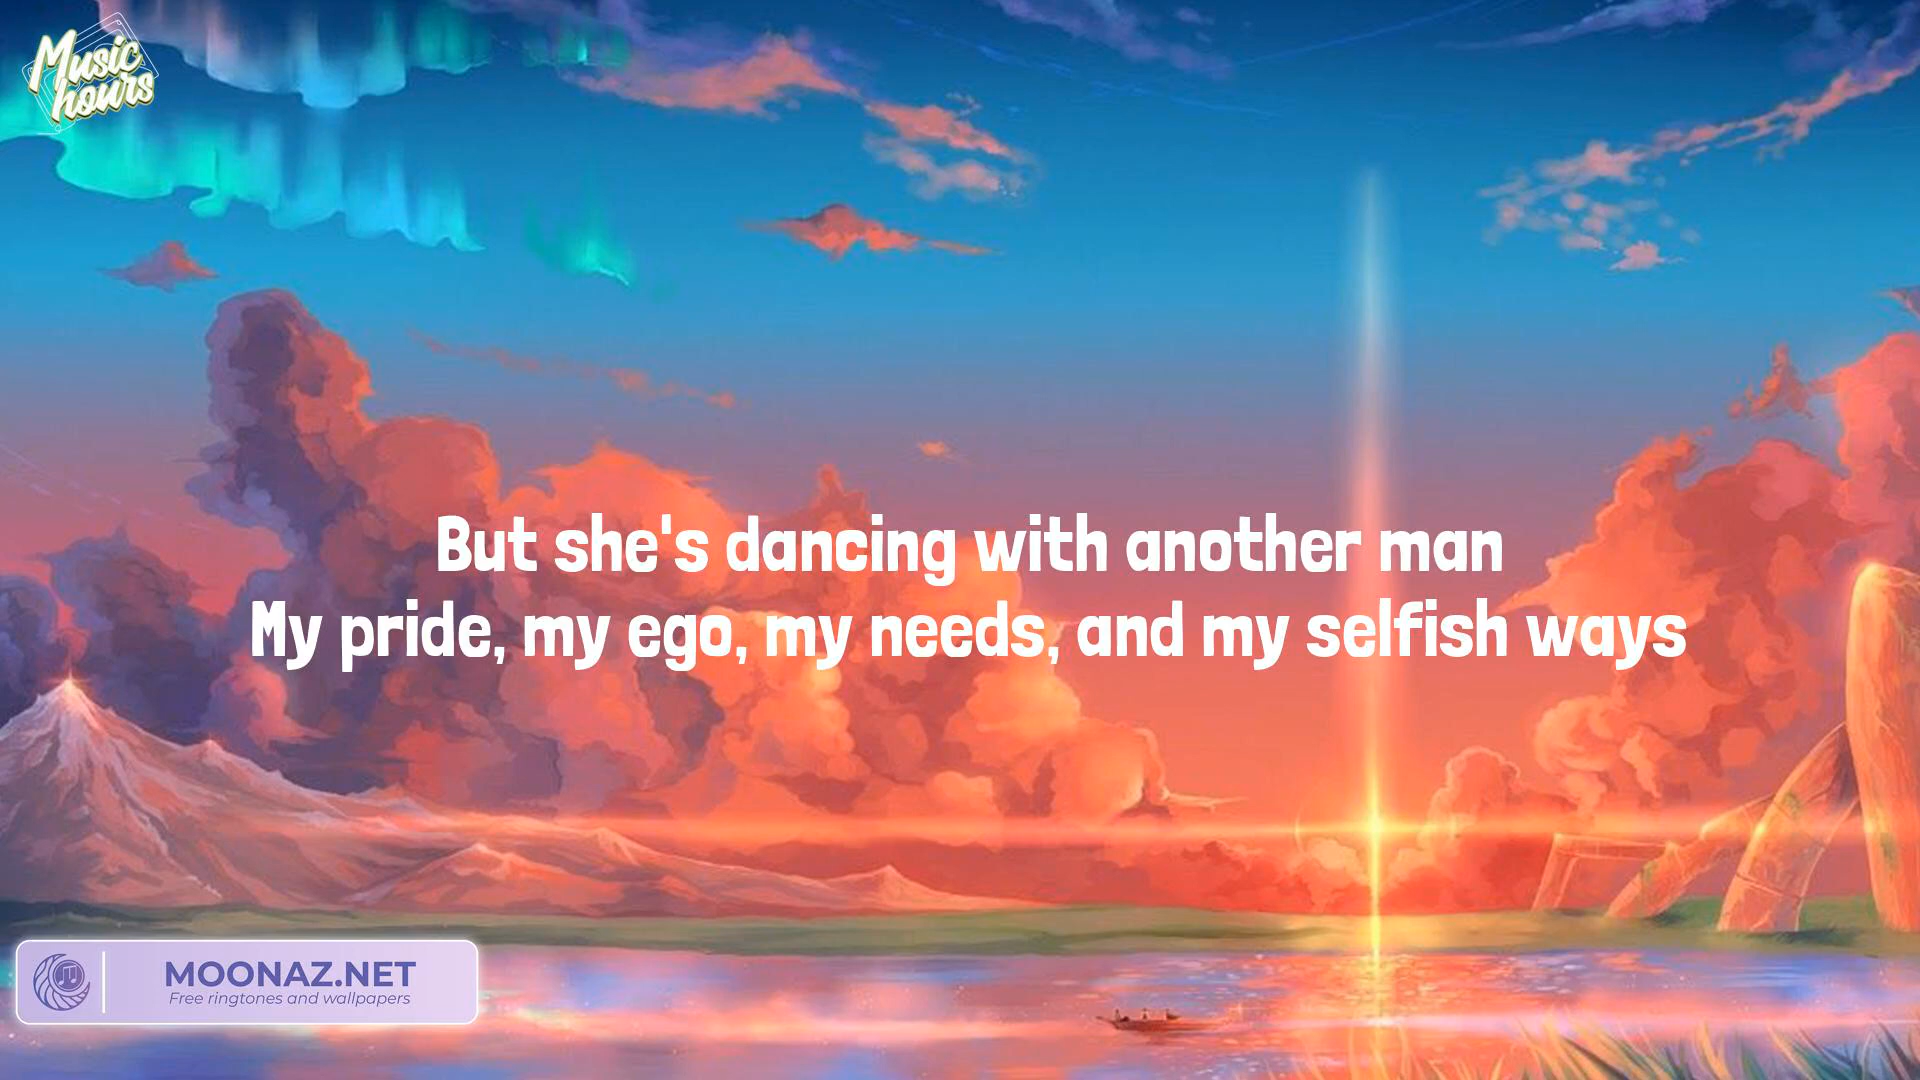 Music
hours
But she's dancing with another man
My pride, my ego, my needs, and my selfish ways
MOONAZ.NET
Free ringtones and wallpapers